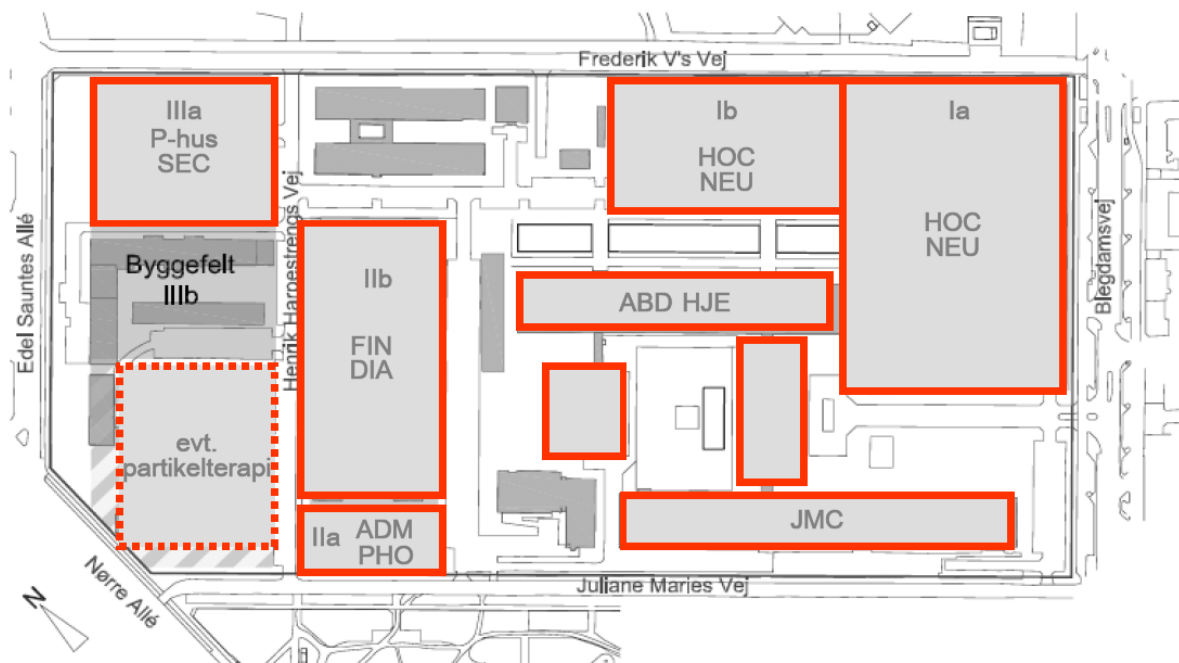 Frederik V's Vej
IIIa
P-hus
SEC
Ib
HOC
NEU
Ia
HOC
NEU
Edel Sauntes Allé
Henrik Harpestrengs Vej
Blegdamsvej
Byggefelt
IIIb
IIb
FIN
DIA
ABD HJE
evt.
partikelterapi
IIa
ADM
PHO
JMC
Juliane Maries Vej
Nørre Allé
N